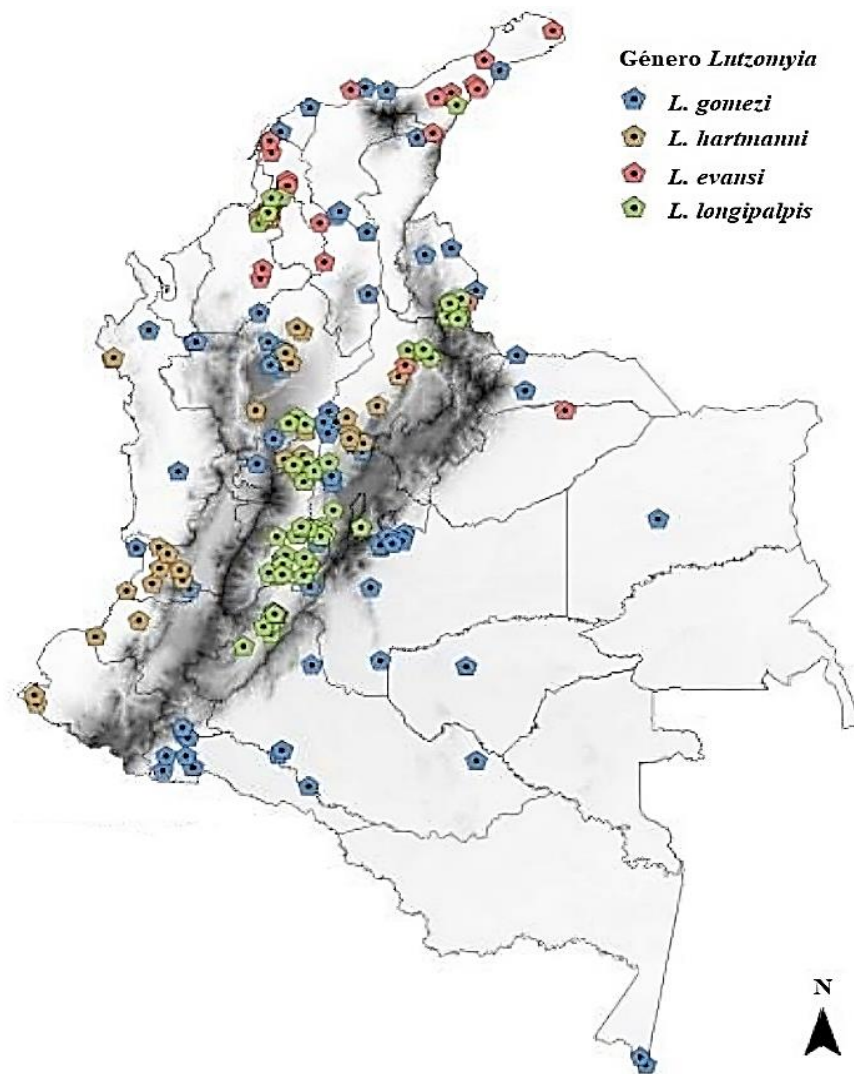 Género Lutzomyia
L. gomezi
L. hartmanni
L. evansi
L. longipalpis
N